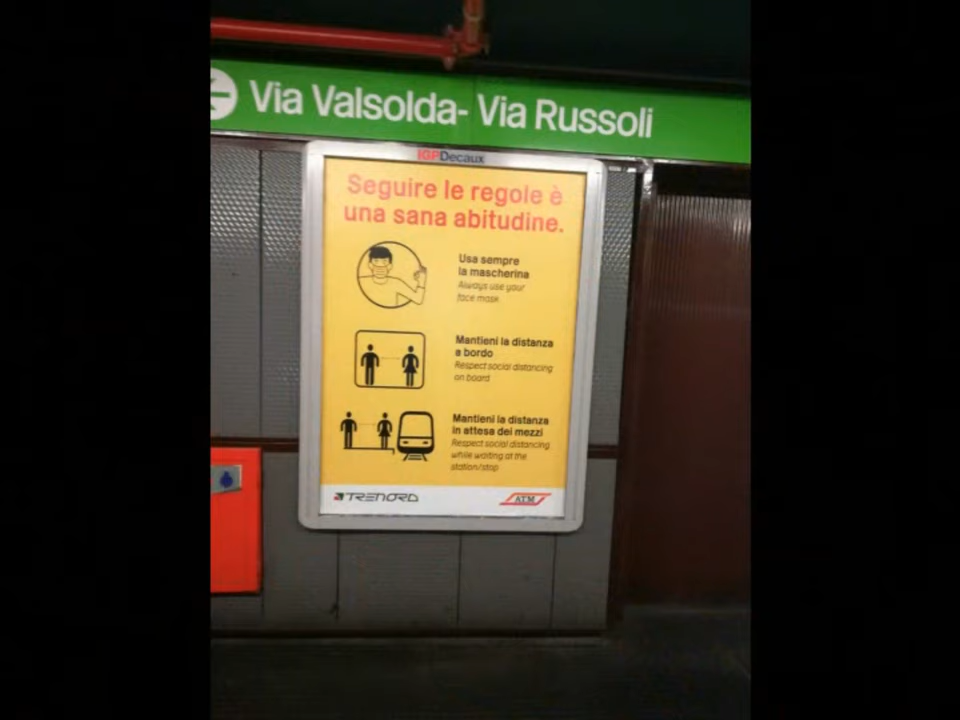 Via Valsolda- Via Russoli
IGPDecaux
Seguire le regole è
una sana abitudine.
Usa sempre
la mascherina
Always use your
face mask
Mantieni la distanza
a bordo
Respect social distancing
on board
Mantieni la distanza
in attesa dei mezzi
Respect social distancing
while waiting at the
station/stop
TRENORD
ATM